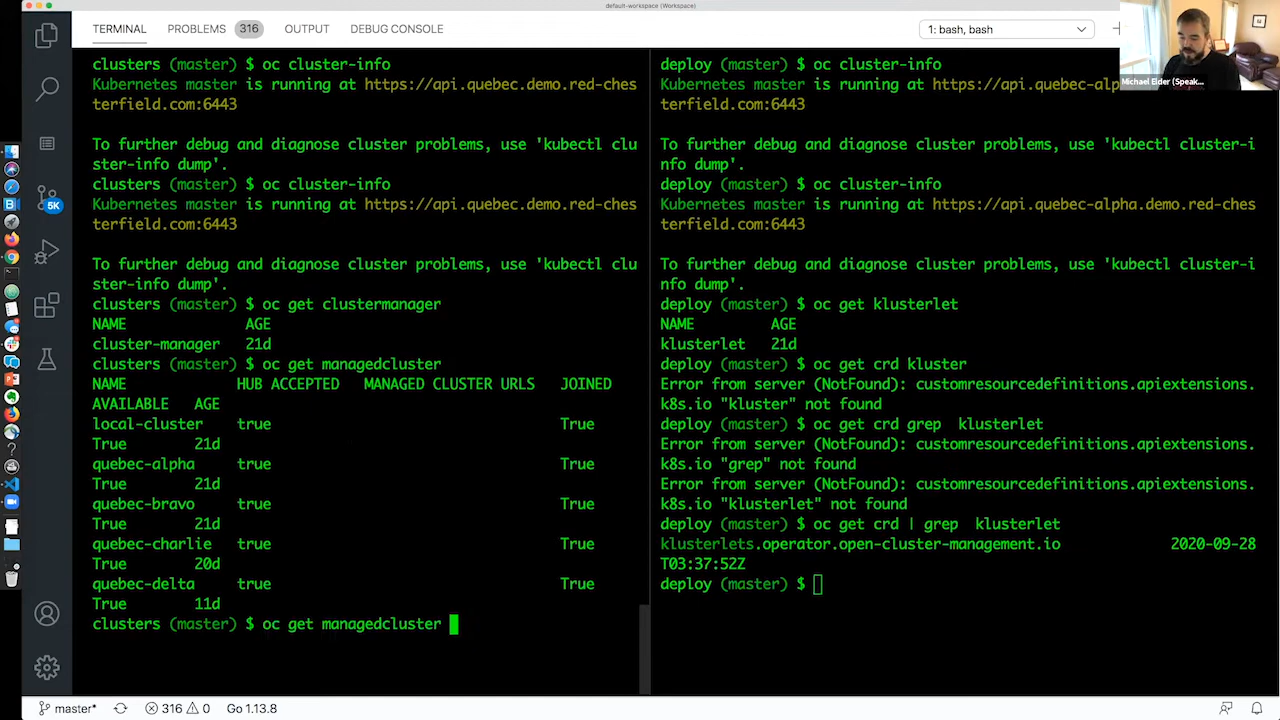 default-workspace (Workspace)
TERMINAL PROBLEMS 316 OUTPUT DEBUG CONSOLE 1: bash, bash
Michael Elder (Speak...
5K
clusters (master) $ oc cluster-info
Kubernetes master is running at https://api.quebec.demo.red-ches
terfield.com:6443
To further debug and diagnose cluster problems, use 'kubectl clu
ster-info dump'.
clusters (master) $ oc cluster-info
Kubernetes master is running at https://api.quebec.demo.red-ches
terfield.com:6443
To further debug and diagnose cluster problems, use 'kubectl clu
ster-info dump'.
clusters (master) $ oc get clustermanager
NAME AGE
cluster-manager 21d
clusters (master) $ oc get managedcluster
NAME HUB ACCEPTED MANAGED CLUSTER URLS JOINED
AVAILABLE AGE
local-cluster true True
True 21d
quebec-alpha true True
True 21d
quebec-bravo true True
True 21d
quebec-charlie true True
True 20d
quebec-delta true True
True 11d
clusters (master) $ oc get managedcluster
deploy (master) $ oc cluster-info
Kubernetes master is running at https://api.quebec-alp
terfield.com:6443
To further debug and diagnose cluster problems, use 'kubectl cluster-i
nfo dump'.
deploy (master) $ oc cluster-info
Kubernetes master is running at https://api.quebec-alpha.demo.red-ches
terfield.com:6443
To further debug and diagnose cluster problems, use 'kubectl cluster-i
nfo dump'.
deploy (master) $ oc get klusterlet
NAME AGE
klusterlet 21d
deploy (master) $ oc get crd kluster
Error from server (NotFound): customresourcedefinitions.apiextensions.
k8s.io "kluster" not found
deploy (master) $ oc get crd grep  klusterlet
Error from server (NotFound): customresourcedefinitions.apiextensions.
k8s.io "grep" not found
Error from server (NotFound): customresourcedefinitions.apiextensions.
k8s.io "klusterlet" not found
deploy (master) $ oc get crd | grep  klusterlet
klusterlets.operator.open-cluster-management.io 2020-09-28
T03:37:52Z
deploy (master) $
master* 316 0 Go 1.13.8